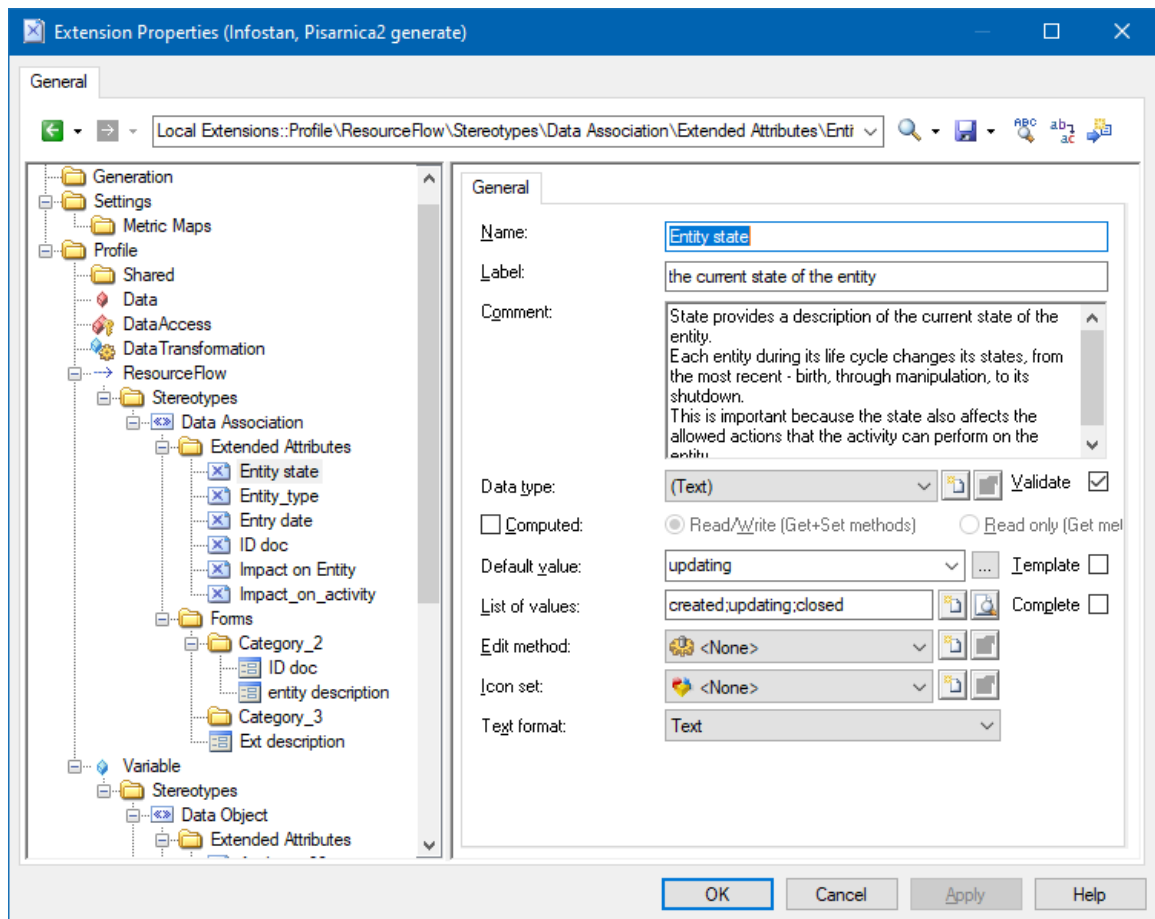 Extension Properties (Infostan, Pisarnica2 generate)
General
Local Extensions::Profile\ResourceFlow\Stereotypes\Data Association\Extended Attributes\Enti
Generation
Settings
Metric Maps
Profile
Shared
Data
DataAccess
DataTransformation
ResourceFlow
Stereotypes
Data Association
Extended Attributes
Entity state
Entity_type
Entry date
ID doc
Impact on Entity
Impact_on_activity
Forms
Category_2
ID doc
entity description
Category_3
Ext description
Variable
Stereotypes
Data Object
Extended Attributes
General
Name: Entity state
Label: the current state of the entity
Comment: State provides a description of the current state of the
entity.
Each entity during its life cycle changes its states, from
the most recent - birth, through manipulation, to its
shutdown.
This is important because the state also affects the
allowed actions that the activity can perform on the
entity
Data type: (Text) Validate
Computed: Read/Write (Get+Set methods) Read only (Get met
Default value: updating ... Template
List of values: created;updating;closed Complete
Edit method: <None>
Icon set: <None>
Text format: Text
OK Cancel Apply Help